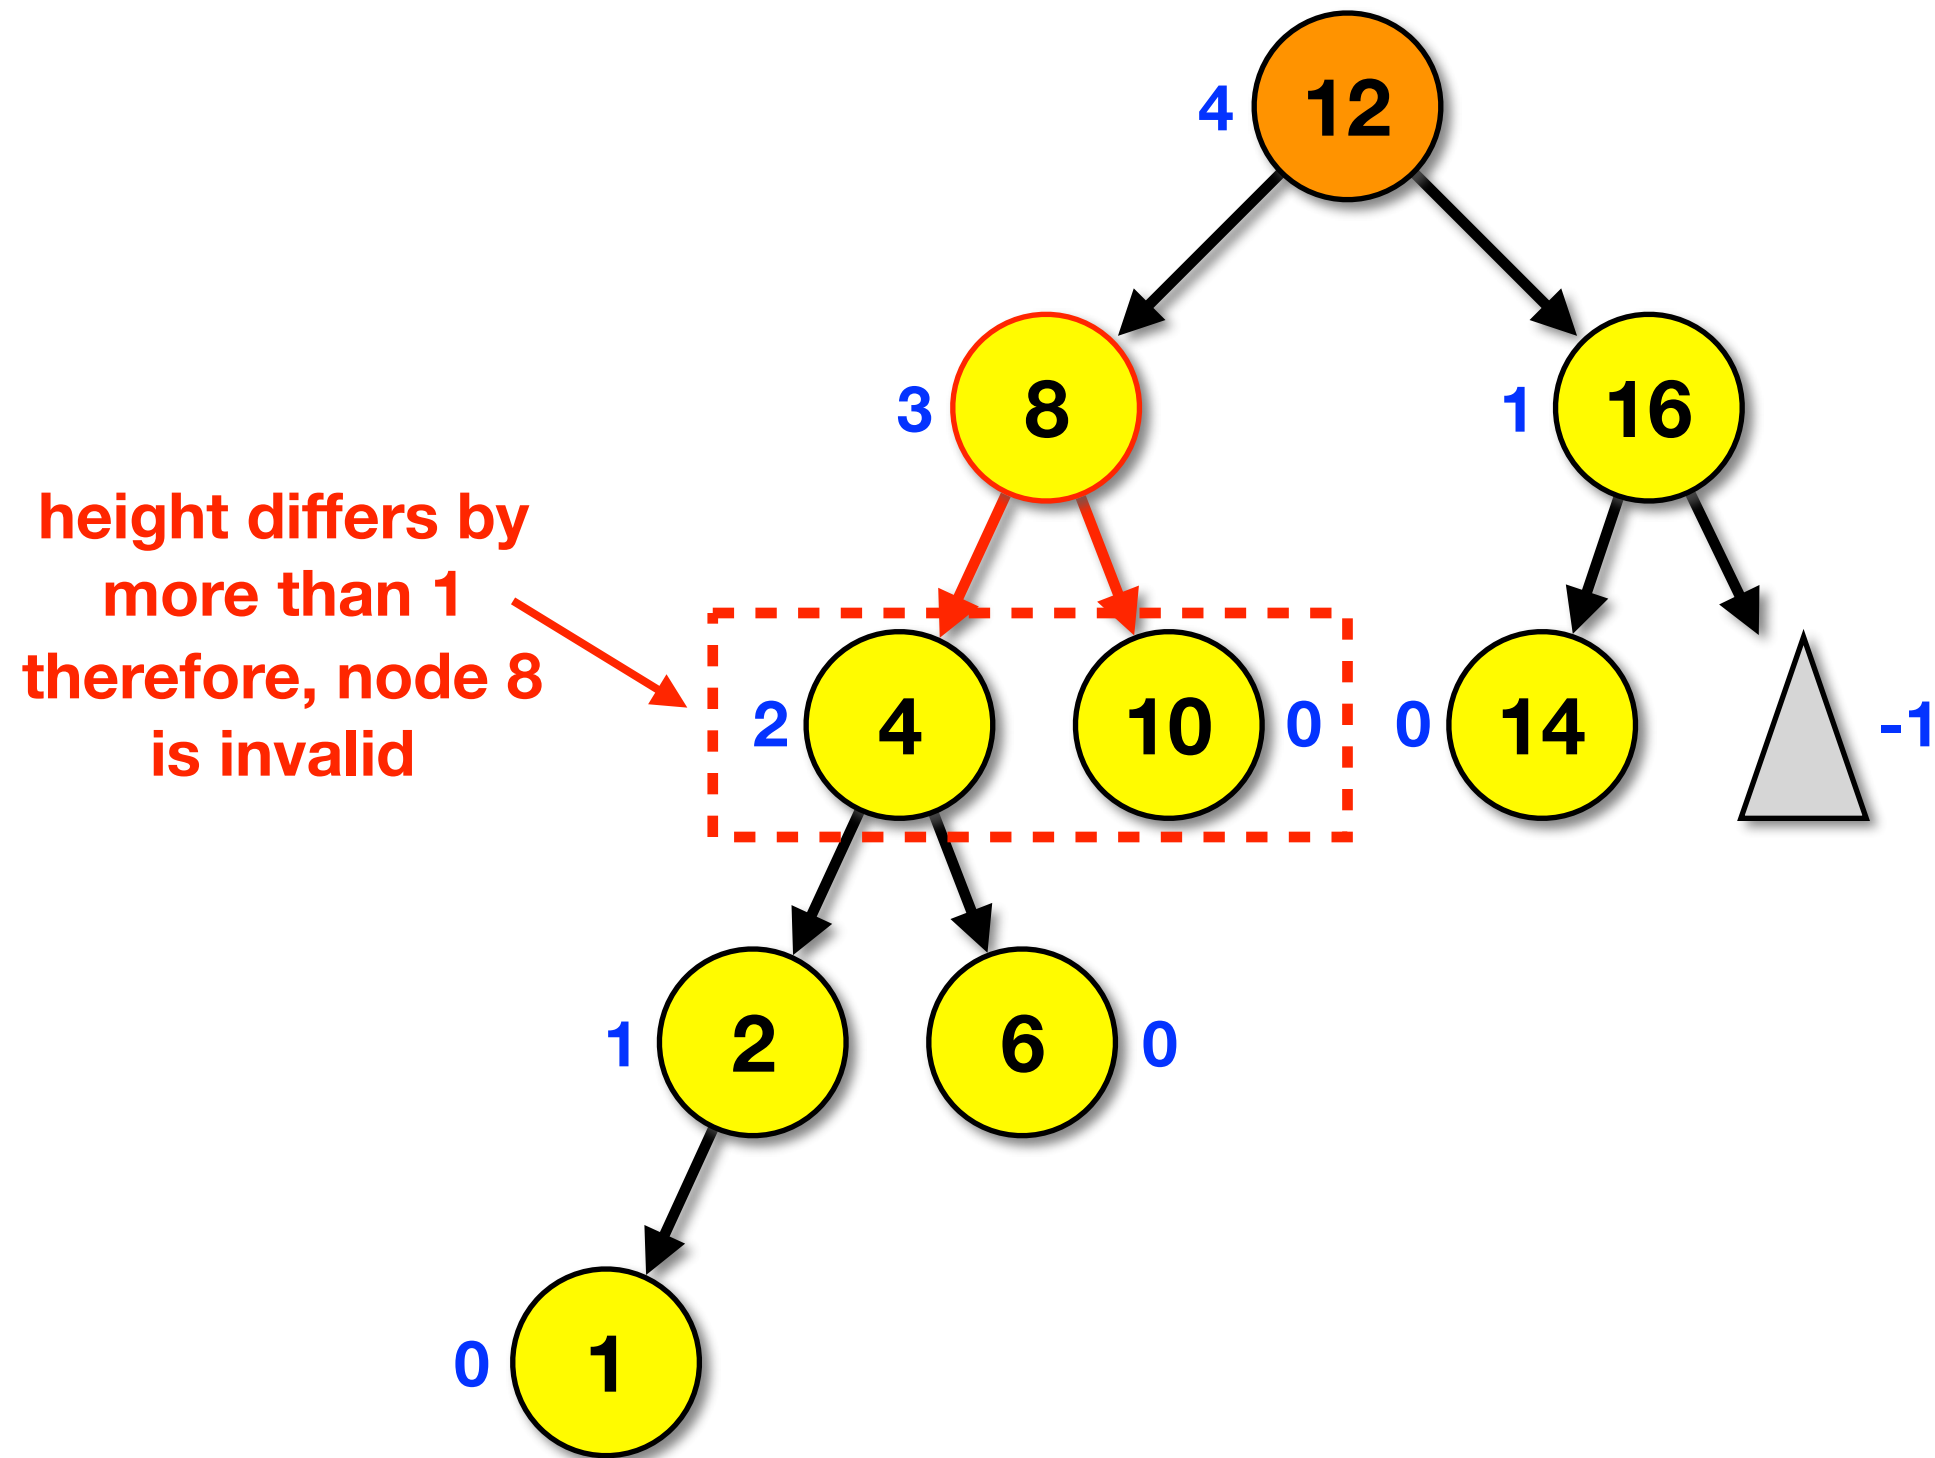 4 12
3 8 1 16
height differs by
more than 1
therefore, node 8
is invalid
2 4 10 0 0 14 -1
1 2 6 0
0 1